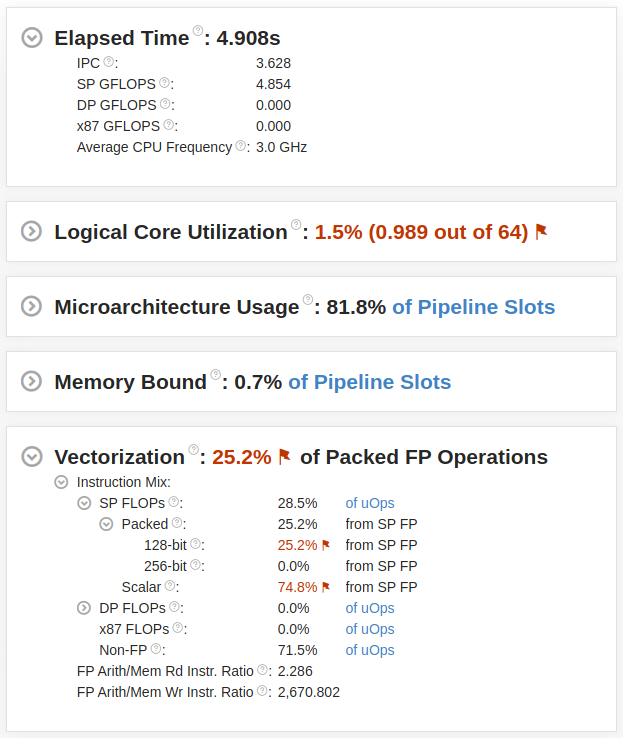 Elapsed Time ?: 4.908s
IPC ?: 3.628
SP GFLOPS ?: 4.854
DP GFLOPS ?: 0.000
x87 GFLOPS ?: 0.000
Average CPU Frequency ?: 3.0 GHz
Logical Core Utilization ?: 1.5% (0.989 out of 64)
Microarchitecture Usage ?: 81.8% of Pipeline Slots
Memory Bound ?: 0.7% of Pipeline Slots
Vectorization ?: 25.2% of Packed FP Operations
Instruction Mix:
SP FLOPs ?: 28.5% of uOps
Packed ?: 25.2% from SP FP
128-bit ?: 25.2% from SP FP
256-bit ?: 0.0% from SP FP
Scalar ?: 74.8% from SP FP
DP FLOPs ?: 0.0% of uOps
x87 FLOPs ?: 0.0% of uOps
Non-FP ?: 71.5% of uOps
FP Arith/Mem Rd Instr. Ratio ?: 2.286
FP Arith/Mem Wr Instr. Ratio ?: 2,670.802